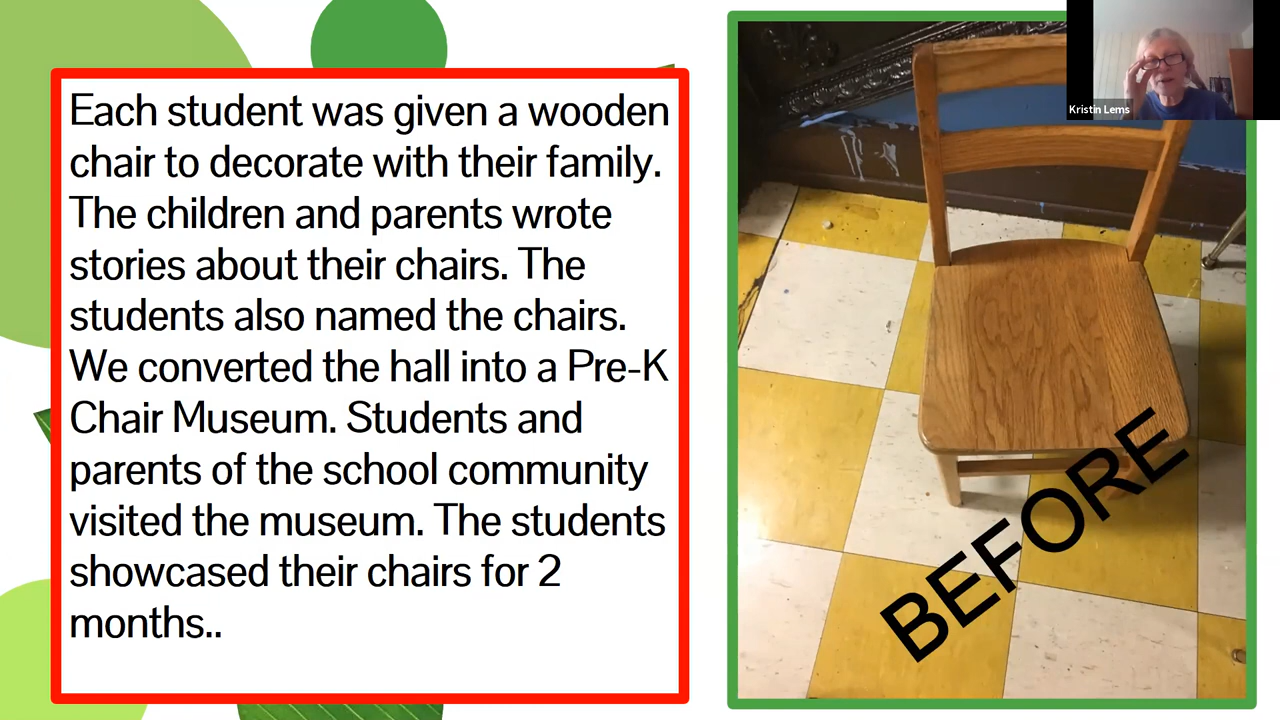 Each student was given a wooden
chair to decorate with their family.
The children and parents wrote
stories about their chairs. The
students also named the chairs.
We converted the hall into a Pre-K
Chair Museum. Students and
parents of the school community
visited the museum. The students
showcased their chairs for 2
months..
BEFORE
Kristin Lems